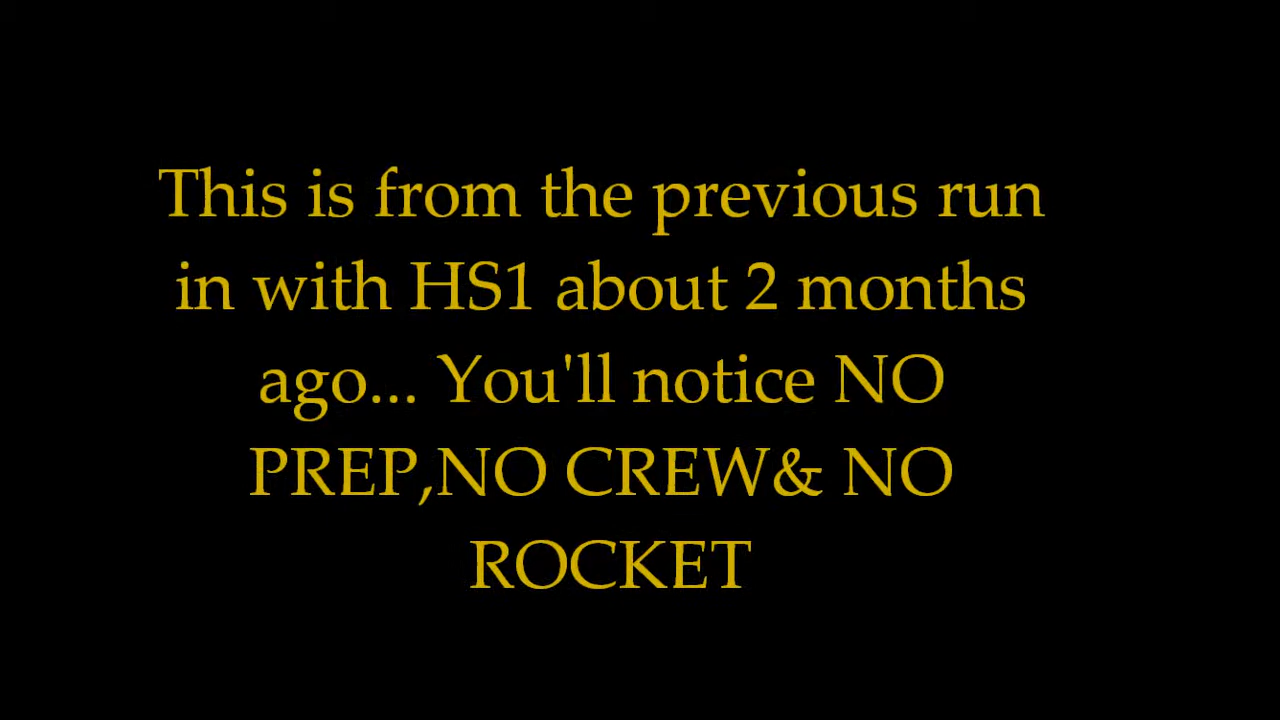 This is from the previous run
in with HS1 about 2 months
ago... You'll notice NO
PREP,NO CREW& NO
ROCKET